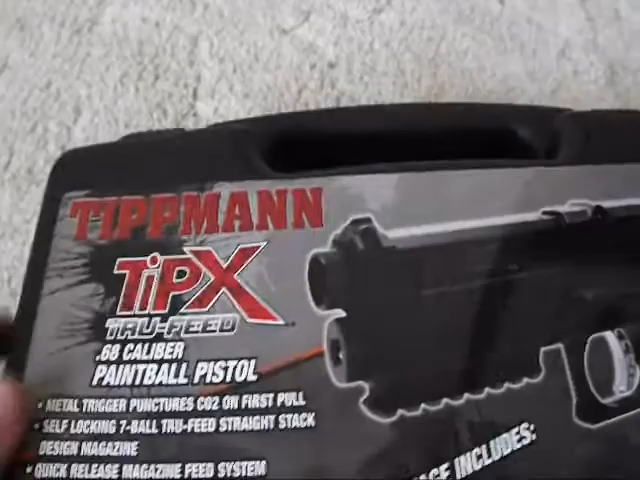 TIPPMANN
TiPX
TRU-FEED
.68 CALIBER
PAINTBALL PISTOL
• METAL TRIGGER PUNCTURES CO2 ON FIRST PULL
• SELF LOCKING 7-BALL TRU-FEED STRAIGHT STACK
DESIGN MAGAZINE
• QUICK RELEASE MAGAZINE FEED SYSTEM
INCLUDES: